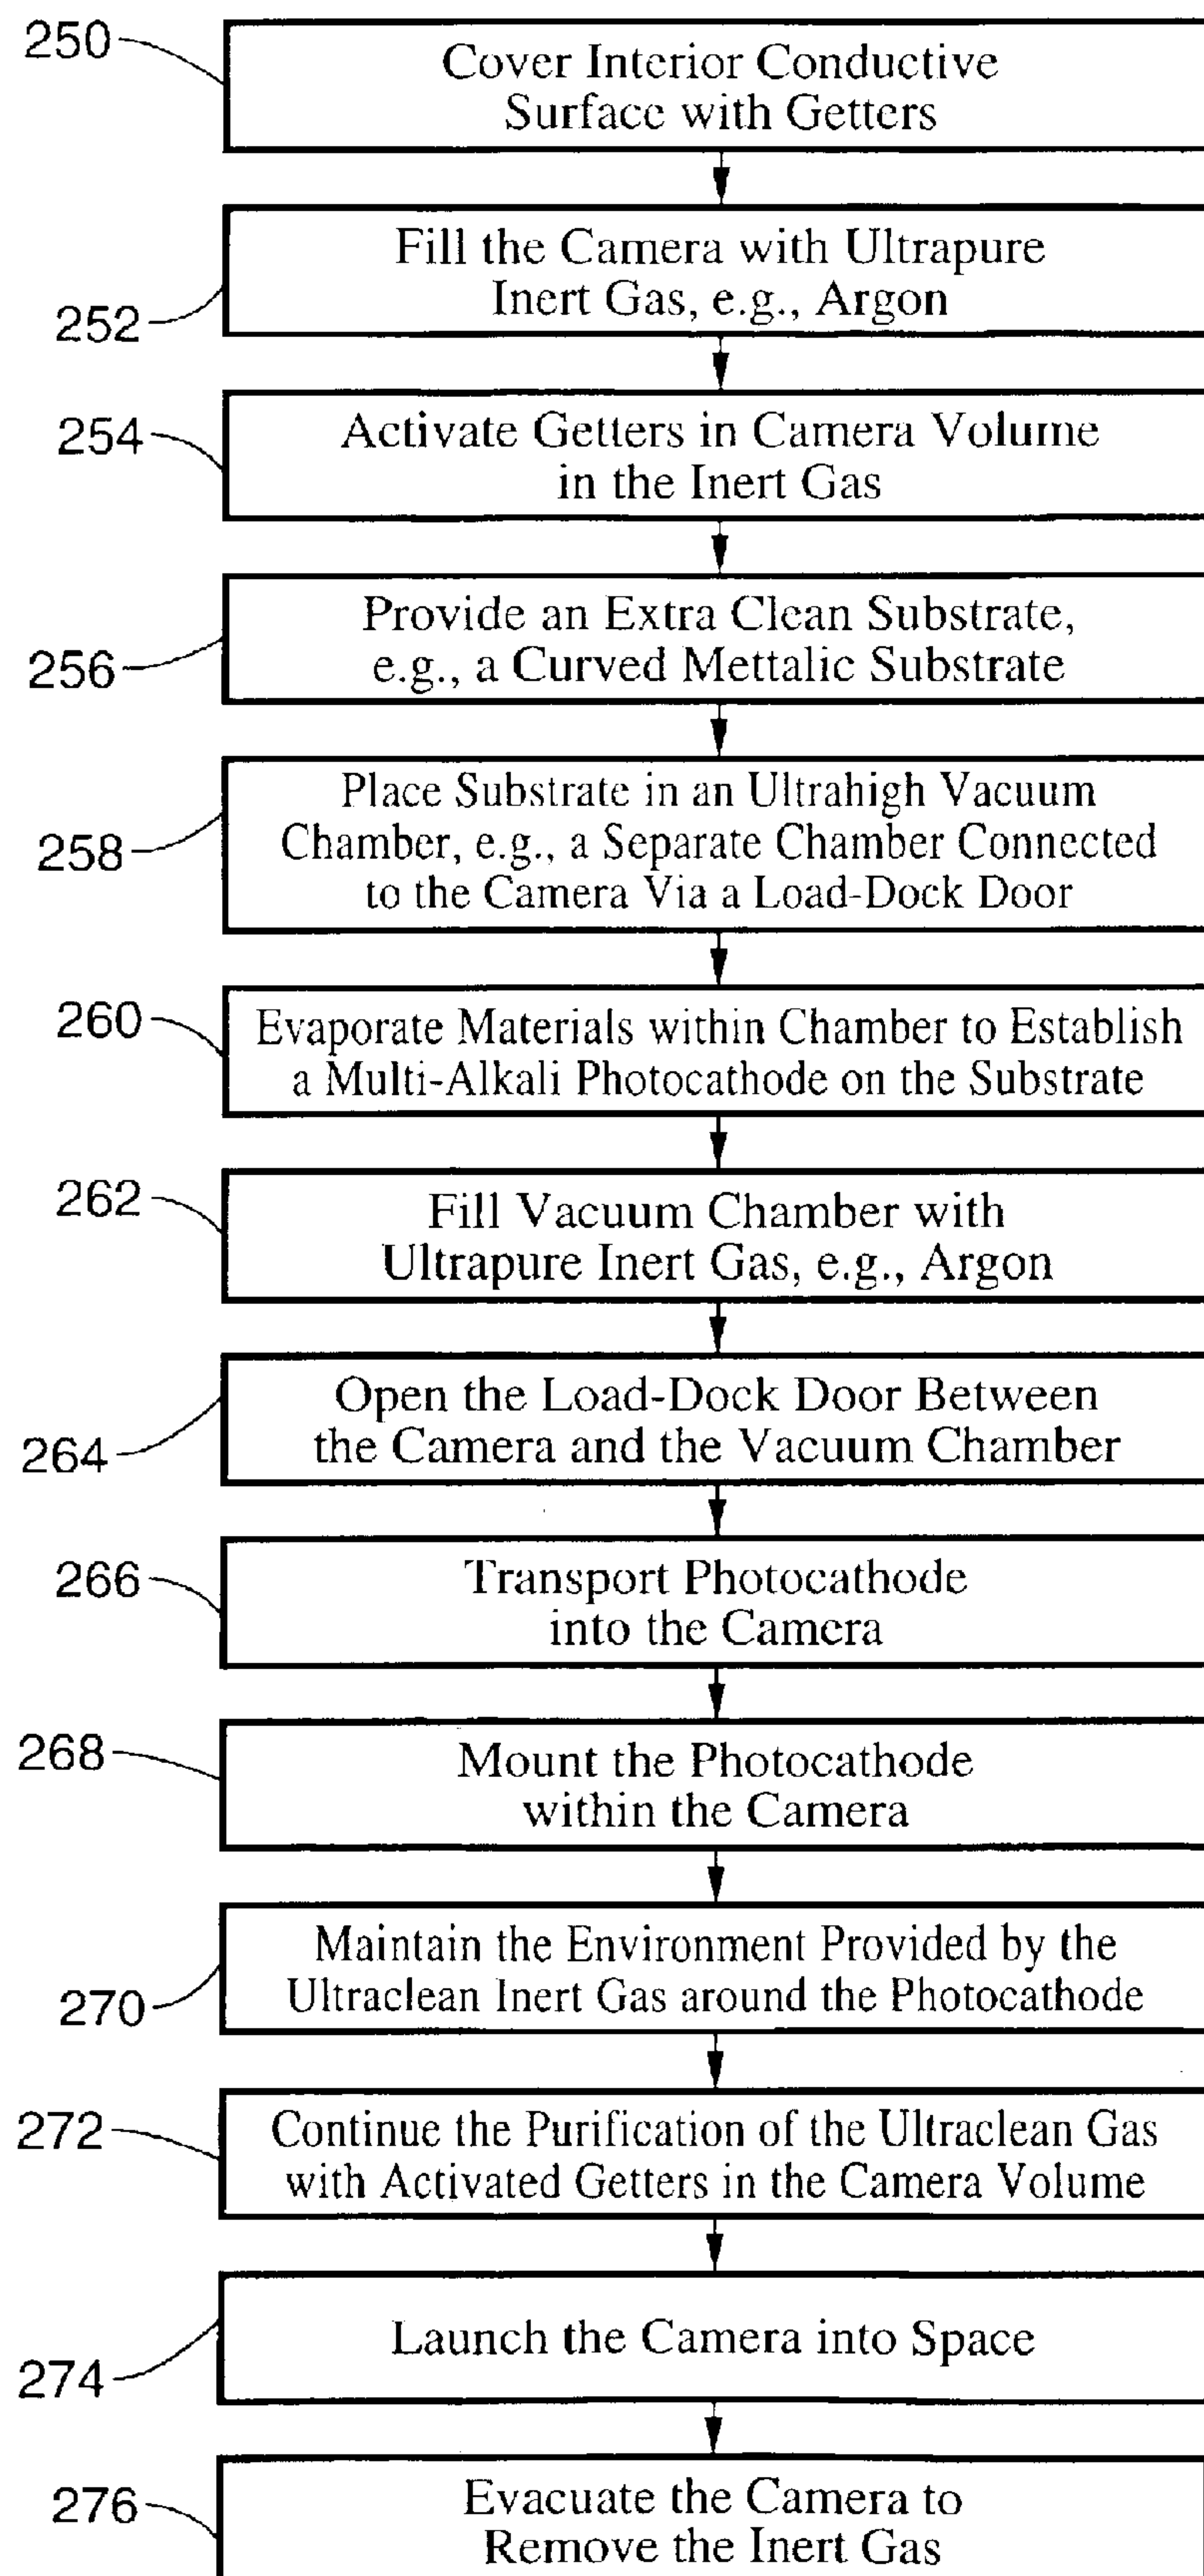 250
Cover Interior Conductive
Surface with Getters
Fill the Camera with Ultrapure
Inert Gas, e.g., Argon
252
254
Activate Getters in Camera Volume
in the Inert Gas
Provide an Extra Clean Substrate,
e.g., a Curved Mettalic Substrate
256
Place Substrate in an Ultrahigh Vacuum
Chamber, e.g., a Separate Chamber Connected
to the Camera Via a Load-Dock Door
258
260
Evaporate Materials within Chamber to Establish
a Multi-Alkali Photocathode on the Substrate
262
Fill Vacuum Chamber with
Ultrapure Inert Gas, e.g., Argon
Open the Load-Dock Door Between
the Camera and the Vacuum Chamber
264
266
Transport Photocathode
into the Camera
268
Mount the Photocathode
within the Camera
Maintain the Environment Provided by the
Ultraclean Inert Gas around the Photocathode
270
272
Continue the Purification of the Ultraclean Gas
with Activated Getters in the Camera Volume
Launch the Camera into Space
274
276
Evacuate the Camera to
Remove the Inert Gas